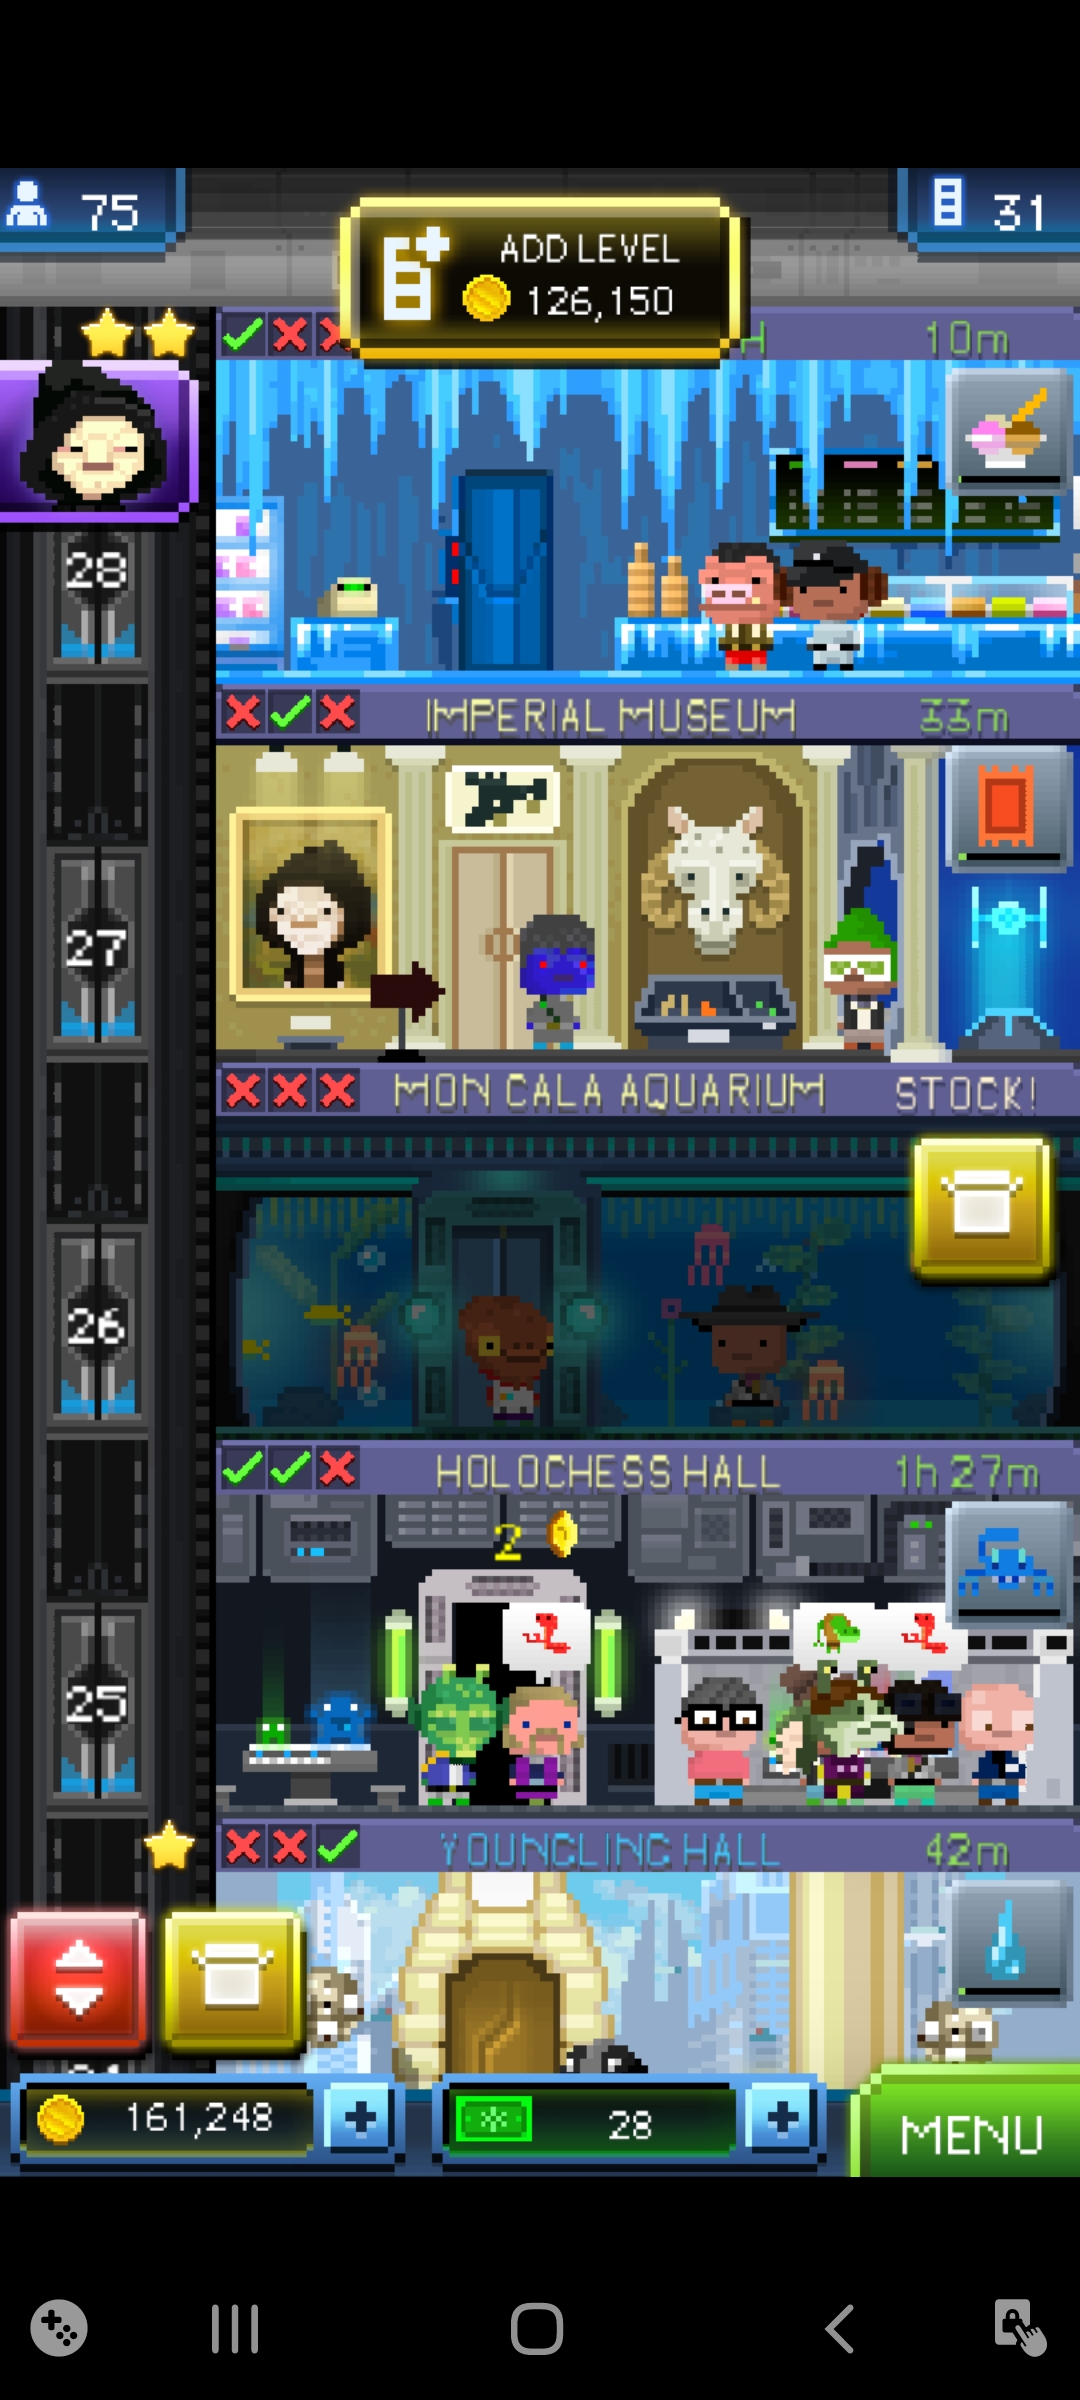 75
ADD LEVEL
126,150
31
10m
28
IMPERIAL MUSEUM
33m
27
MON CALA AQUARIUM
STOCK!
26
HOLOCHESS HALL
1h 27m
2
25
YOUNGLING HALL
42m
161,248
28
MENU